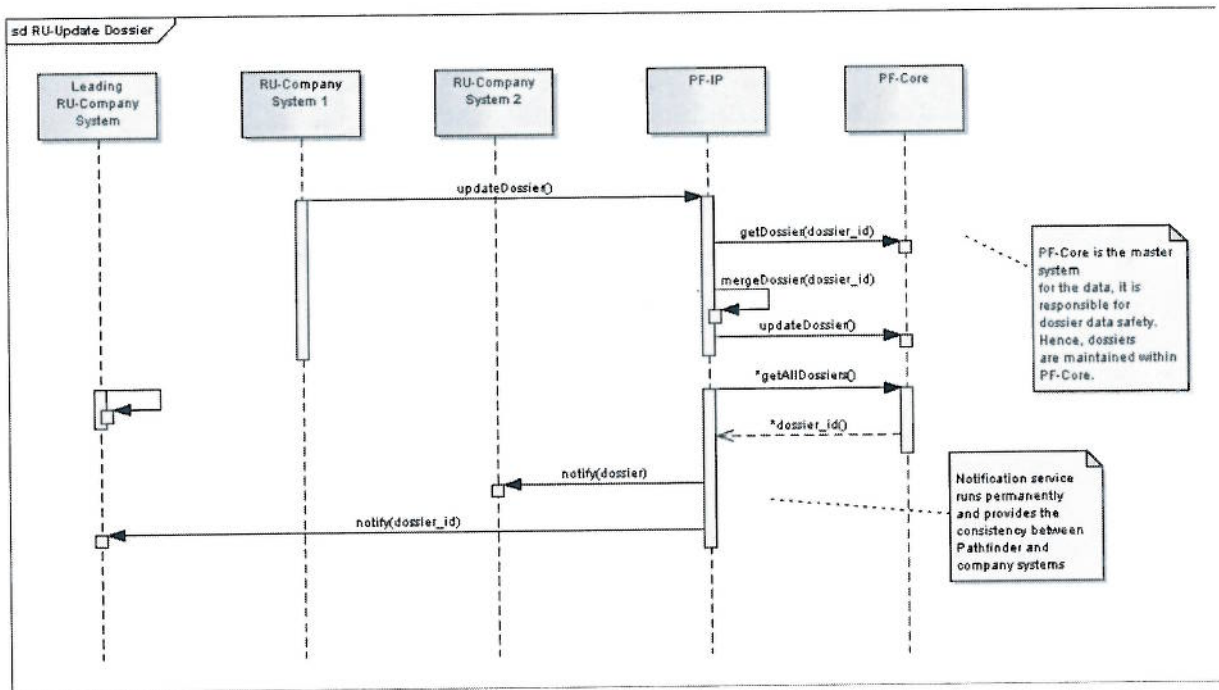 sd RU-Update Dossier
Leading
RU-Company
System
RU-Company
System 1
RU-Company
System 2
PF-IP
PF-Core
updateDossier()
getDossier(dossier_id)
mergeDossier(dossier_id)
updateDossier()
*getAllDossiers()
*dossier_id()
notify(dossier)
notify(dossier_id)
PF-Core is the master
system
for the data, it is
responsible for
dossier data safety.
Hence, dossiers
are maintained within
PF-Core.
Notification service
runs permanently
and provides the
consistency between
Pathfinder and
company systems